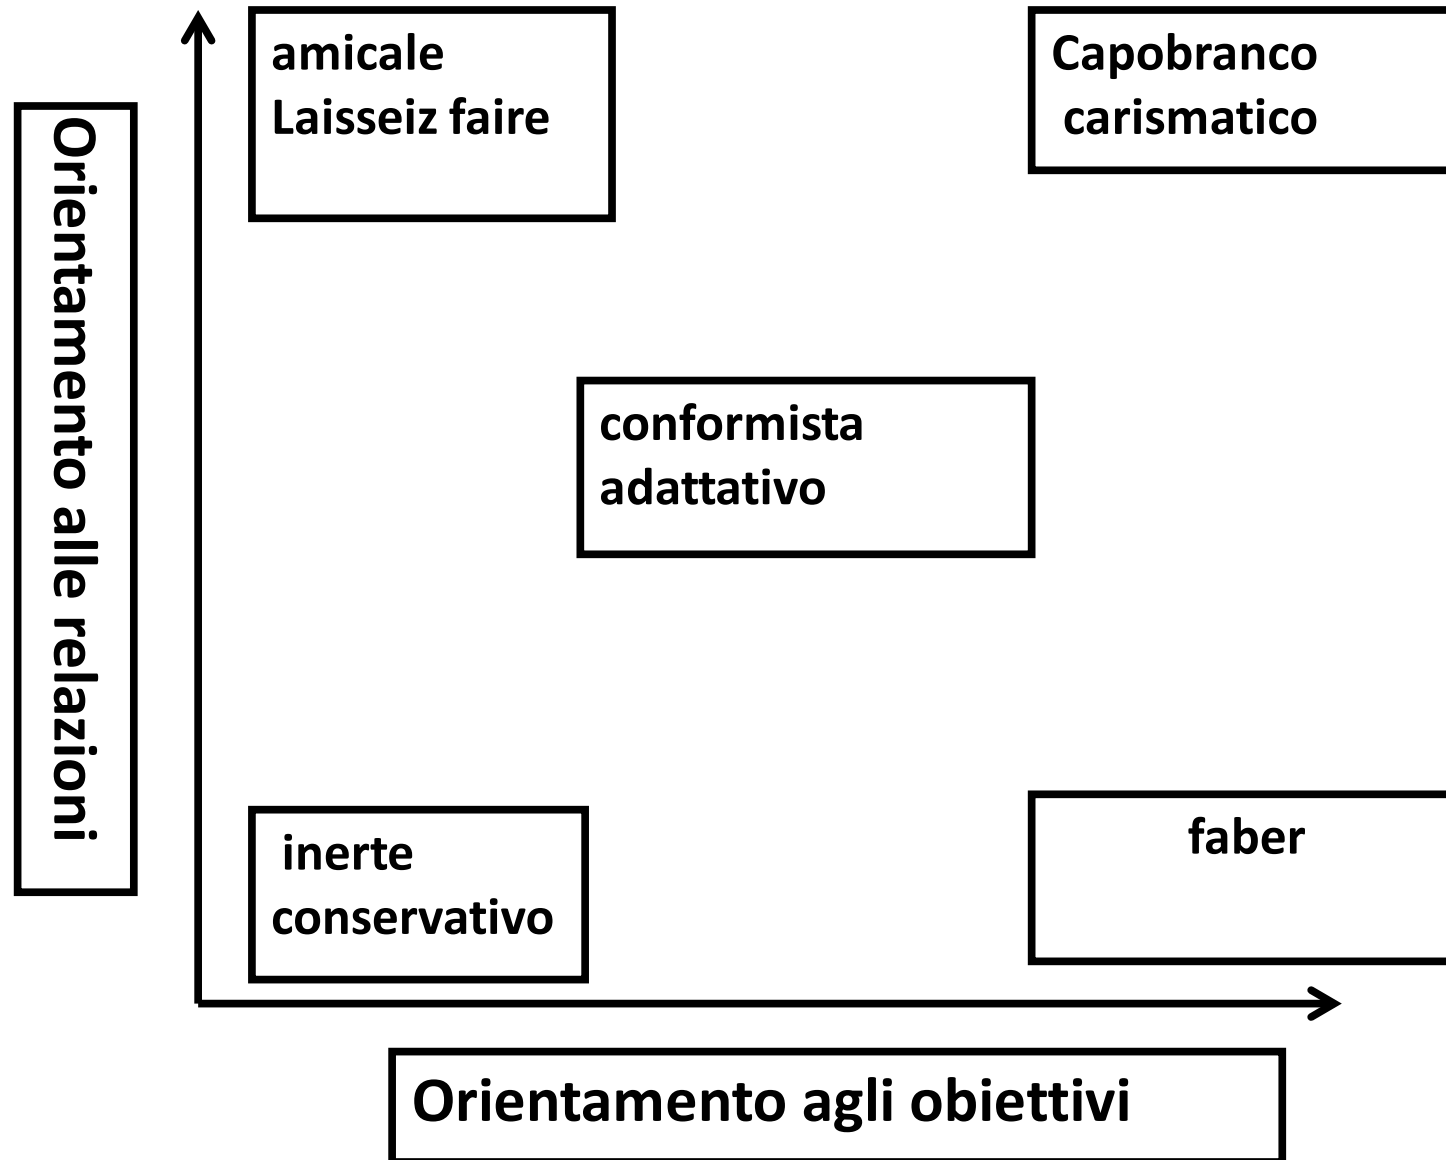 amicale
Laisseiz faire
Capobranco
carismatico
Orientamento alle relazioni
conformista
adattativo
inerte
conservativo
faber
Orientamento agli obiettivi